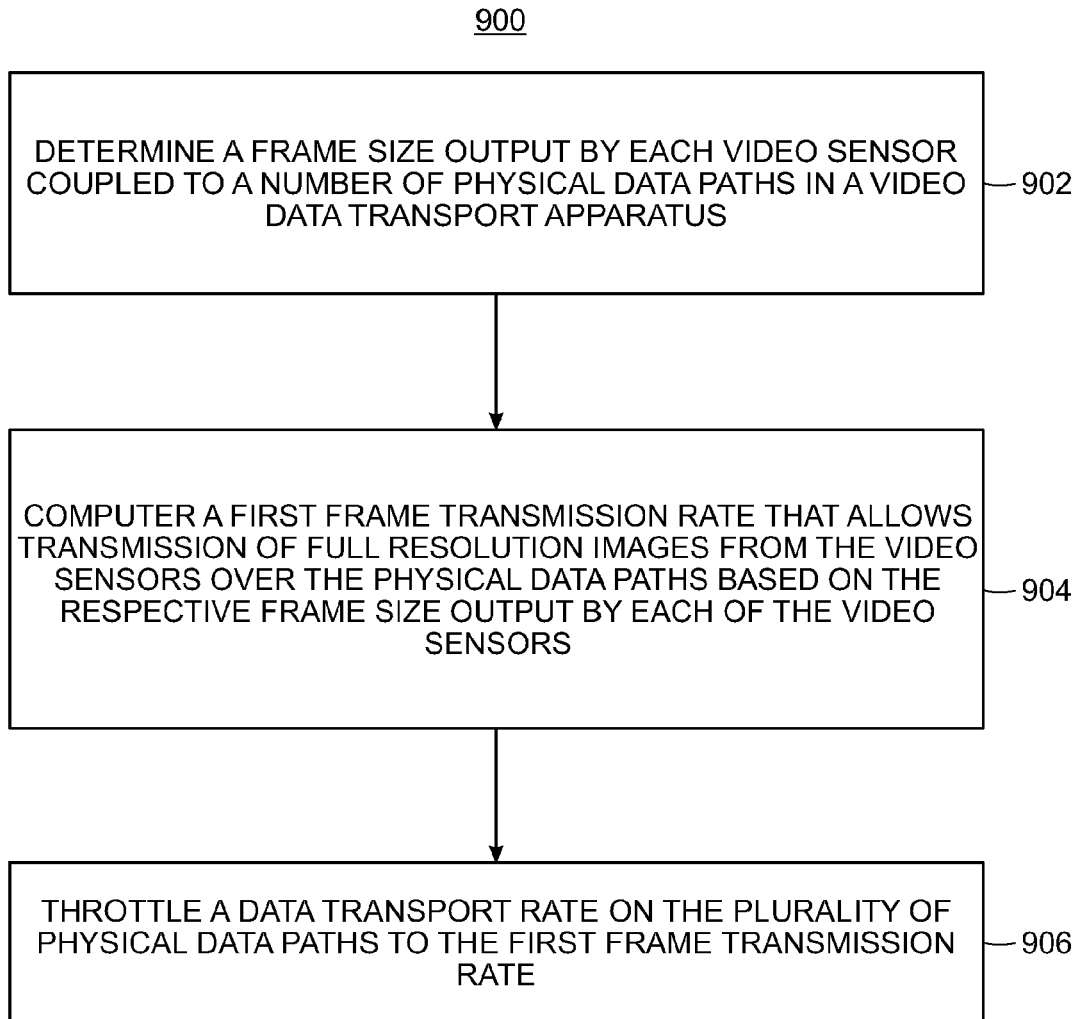 900
DETERMINE A FRAME SIZE OUTPUT BY EACH VIDEO SENSOR
COUPLED TO A NUMBER OF PHYSICAL DATA PATHS IN A VIDEO
DATA TRANSPORT APPARATUS
902
COMPUTER A FIRST FRAME TRANSMISSION RATE THAT ALLOWS
TRANSMISSION OF FULL RESOLUTION IMAGES FROM THE VIDEO
SENSORS OVER THE PHYSICAL DATA PATHS BASED ON THE
RESPECTIVE FRAME SIZE OUTPUT BY EACH OF THE VIDEO
SENSORS
904
THROTTLE A DATA TRANSPORT RATE ON THE PLURALITY OF
PHYSICAL DATA PATHS TO THE FIRST FRAME TRANSMISSION
RATE
906